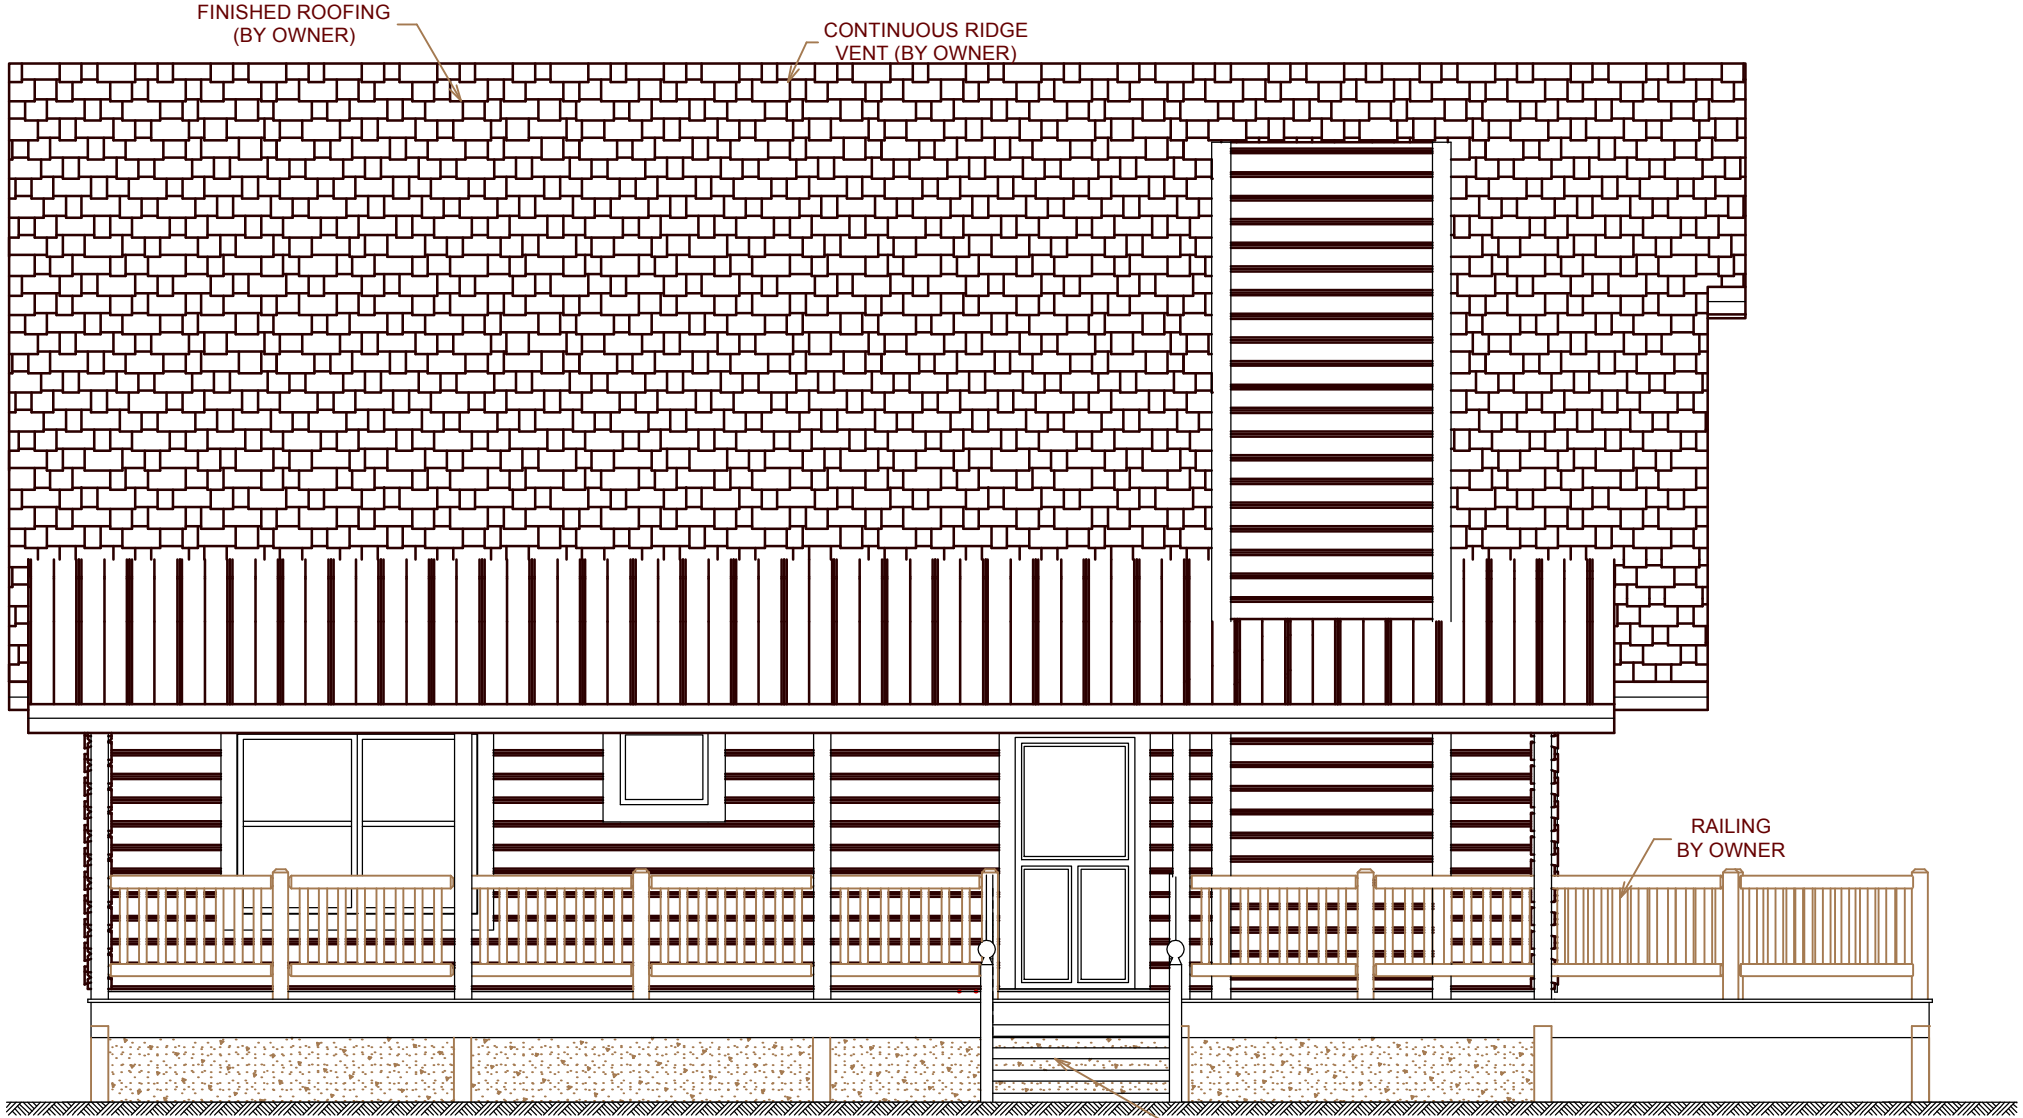 FINISHED ROOFING
(BY OWNER)
CONTINUOUS RIDGE
VENT (BY OWNER)
RAILING
BY OWNER